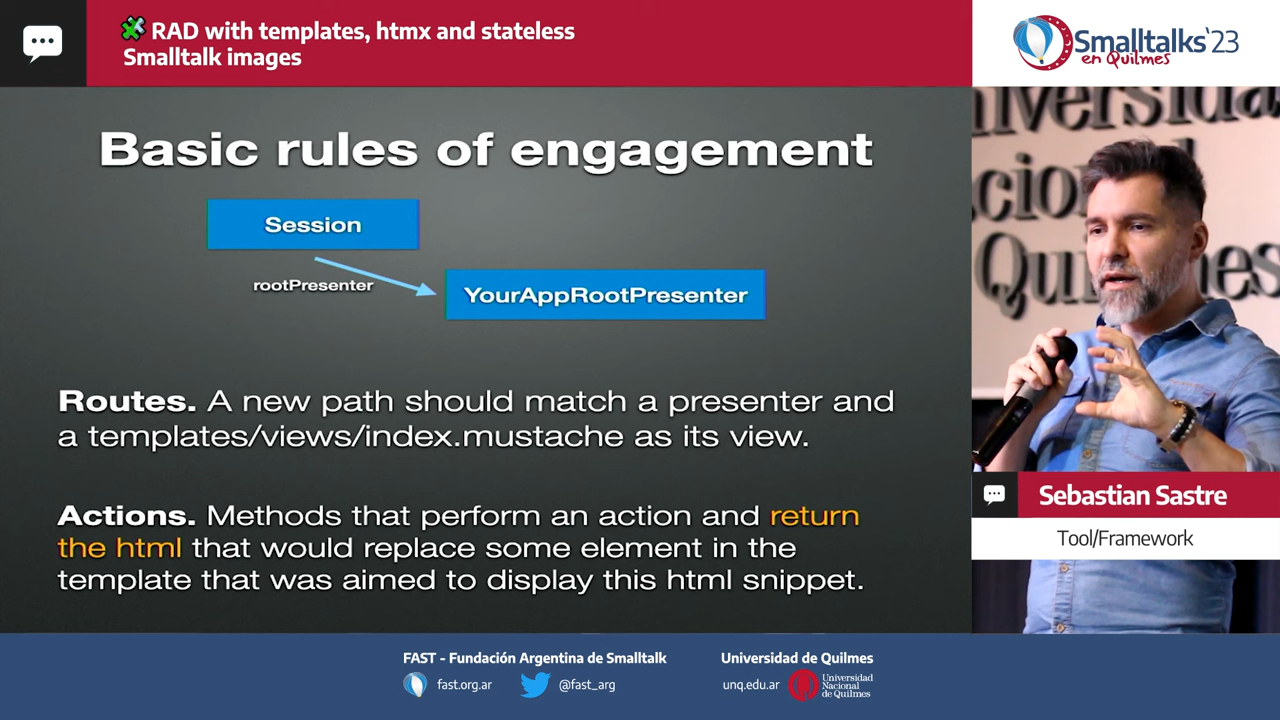 RAD with templates, htmx and stateless
Smalltalk images
Smalltalks'23
en Quilmes
Basic rules of engagement
Session
rootPresenter
YourAppRootPresenter
Routes. A new path should match a presenter and
a templates/views/index.mustache as its view.
Actions. Methods that perform an action and return
the html that would replace some element in the
template that was aimed to display this html snippet.
Sebastian Sastre
Tool/Framework
FAST - Fundación Argentina de Smalltalk
fast.org.ar
@fast_arg
Universidad de Quilmes
unq.edu.ar
Universidad
Nacional
de Quilmes